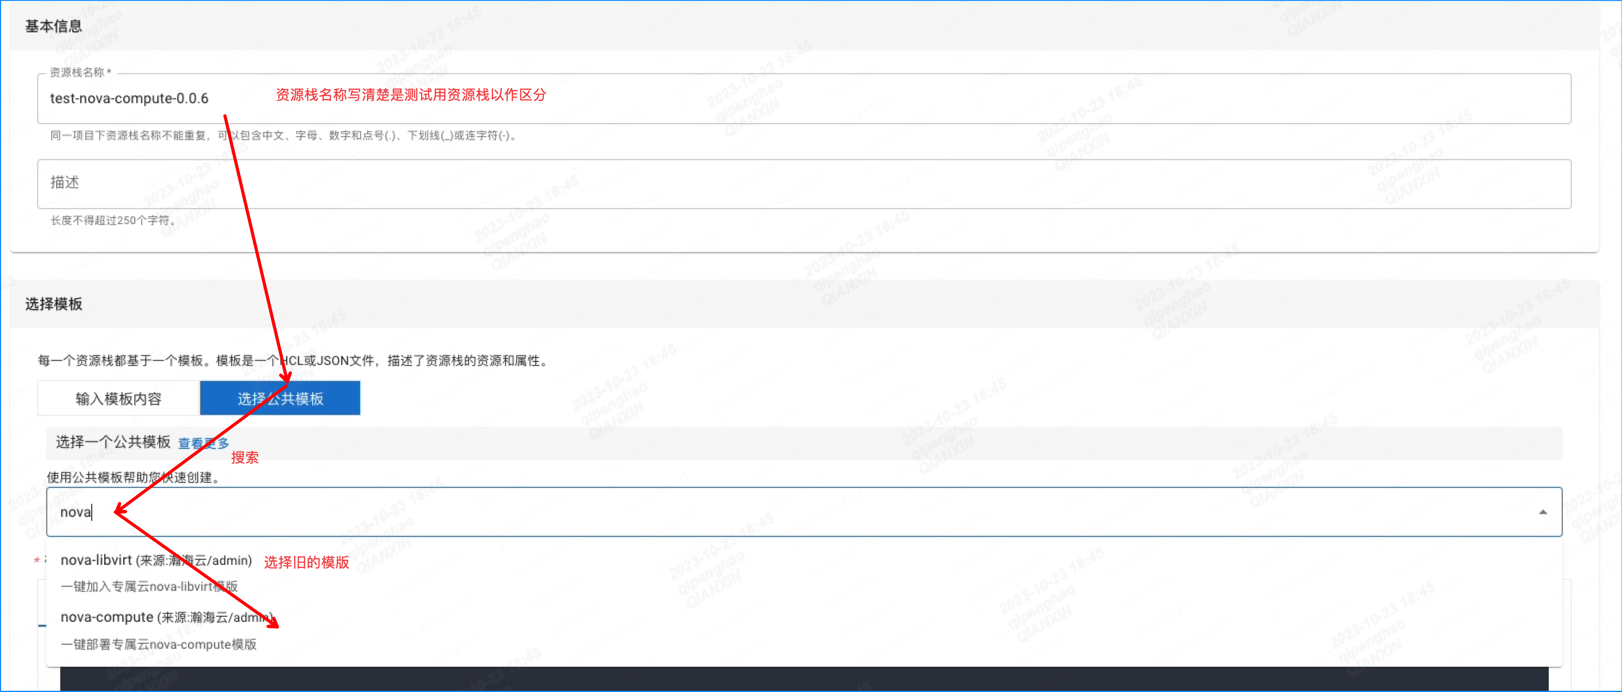 基本信息
资源栈名称 *
test-nova-compute-0.0.6
资源栈名称写清楚是测试用资源栈以作区分
同一项目下资源栈名称不能重复，可以包含中文、字母、数字和点号(.)、下划线(_)或连字符(-)。
描述
长度不得超过250个字符。
选择模板
每一个资源栈都基于一个模板。模板是一个HCL或JSON文件，描述了资源栈的资源和属性。
输入模板内容
选择公共模板
选择一个公共模板 查看更多
搜索
使用公共模板帮助您快速创建。
nova
nova-libvirt (来源:瀚海云/admin)
选择旧的模版
一键加入专属云nova-libvirt模版
nova-compute (来源:瀚海云/admin)
一键部署专属云nova-compute模版
2023-10-23 18:45
qipenghao
QIANXIN